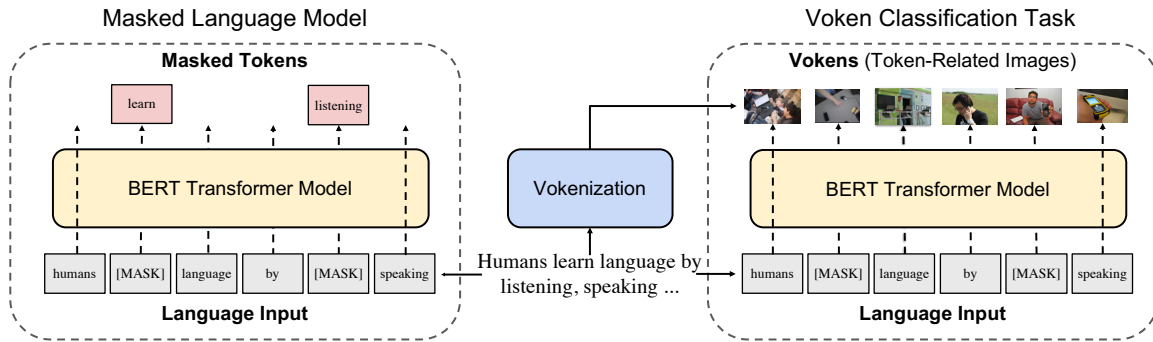 Masked Language Model
Masked Tokens
learn
listening
BERT Transformer Model
humans
[MASK]
language
by
[MASK]
speaking
Language Input
Vokenization
Humans learn language by
listening, speaking ...
Voken Classification Task
Vokens (Token-Related Images)
BERT Transformer Model
humans
[MASK]
language
by
[MASK]
speaking
Language Input